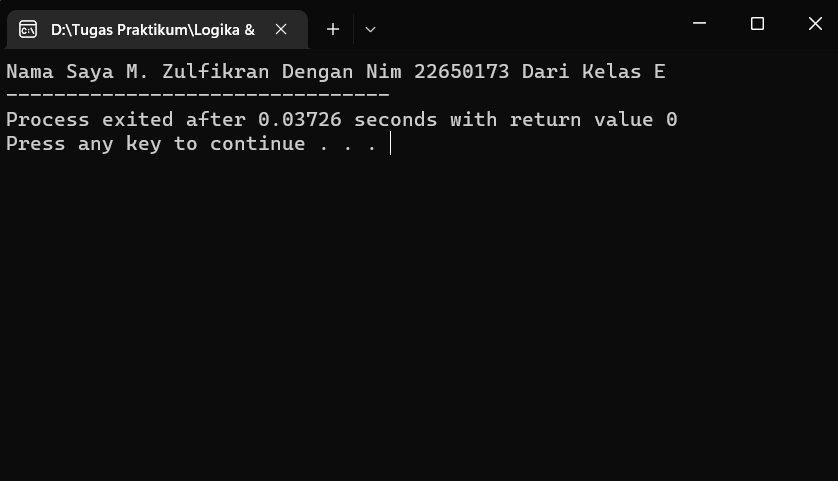 D:\Tugas Praktikum\Logika &
Nama Saya M. Zulfikran Dengan Nim 22650173 Dari Kelas E
--------------------------------
Process exited after 0.03726 seconds with return value 0
Press any key to continue . . .